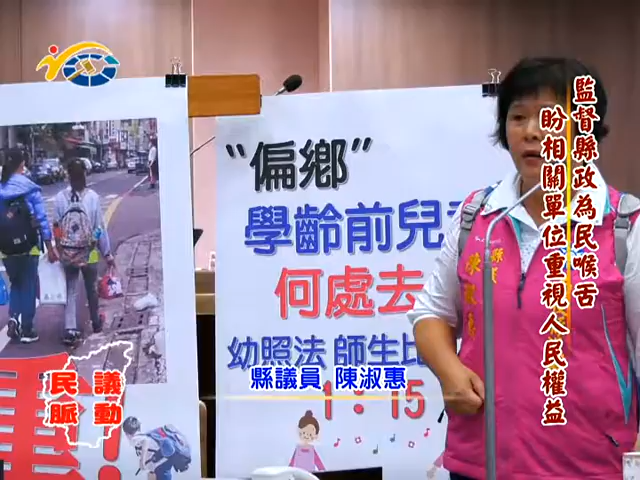 監督縣政為民喉舌
盼相關單位重視人民權益
"偏鄉"
學齡前兒
何處去
幼照法 師生比
1：15
縣議員 陳淑惠
議動
民脈